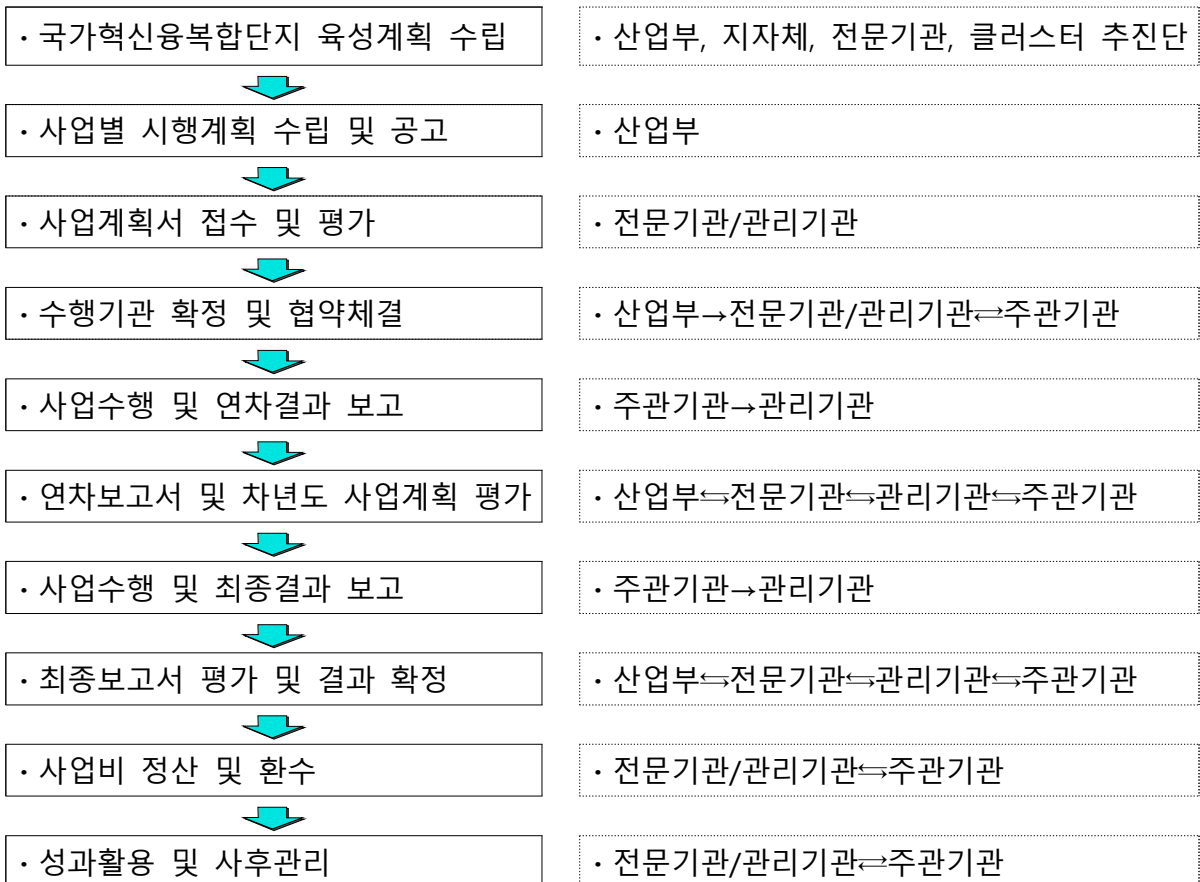 · 국가혁신융복합단지 육성계획 수립
· 산업부, 지자체, 전문기관, 클러스터 추진단
· 사업별 시행계획 수립 및 공고
· 산업부
· 사업계획서 접수 및 평가
· 전문기관/관리기관
· 수행기관 확정 및 협약체결
· 산업부→전문기관/관리기관⇄주관기관
· 사업수행 및 연차결과 보고
· 주관기관→관리기관
· 연차보고서 및 차년도 사업계획 평가
· 산업부⇆전문기관⇆관리기관⇆주관기관
· 사업수행 및 최종결과 보고
· 주관기관→관리기관
· 최종보고서 평가 및 결과 확정
· 산업부⇆전문기관⇆관리기관⇆주관기관
· 사업비 정산 및 환수
· 전문기관/관리기관⇆주관기관
· 성과활용 및 사후관리
· 전문기관/관리기관⇄주관기관